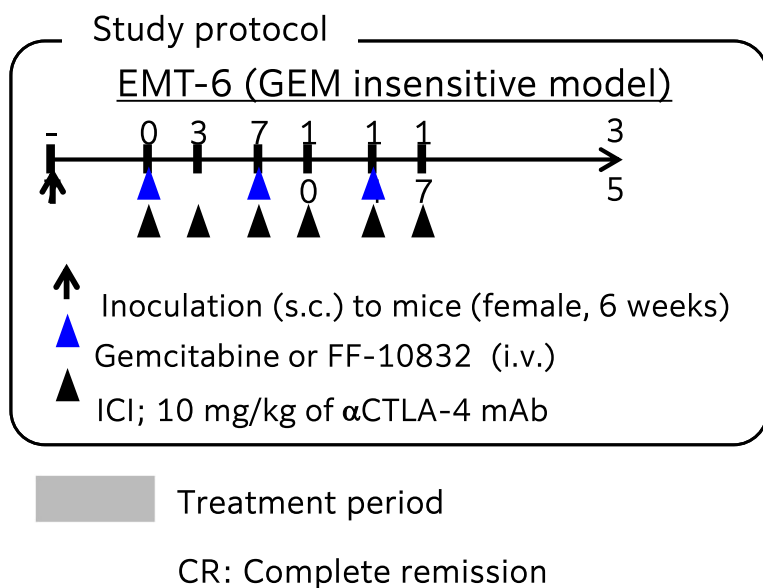 Study protocol
EMT-6 (GEM insensitive model)
- 0 3 7 1 1 1 3
0 7 5
Inoculation (s.c.) to mice (female, 6 weeks)
Gemcitabine or FF-10832 (i.v.)
ICI; 10 mg/kg of αCTLA-4 mAb
Treatment period
CR: Complete remission